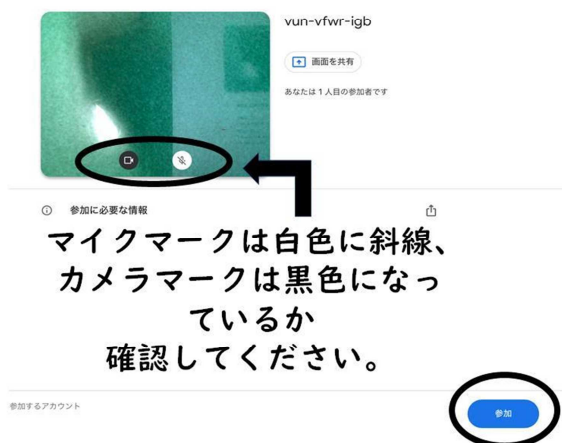 vun-vfwr-igb
画面を共有
あなたは1人目の参加者です
参加に必要な情報
マイクマークは白色に斜線、
カメラマークは黒色になっ
ているか
確認してください。
参加するアカウント
参加